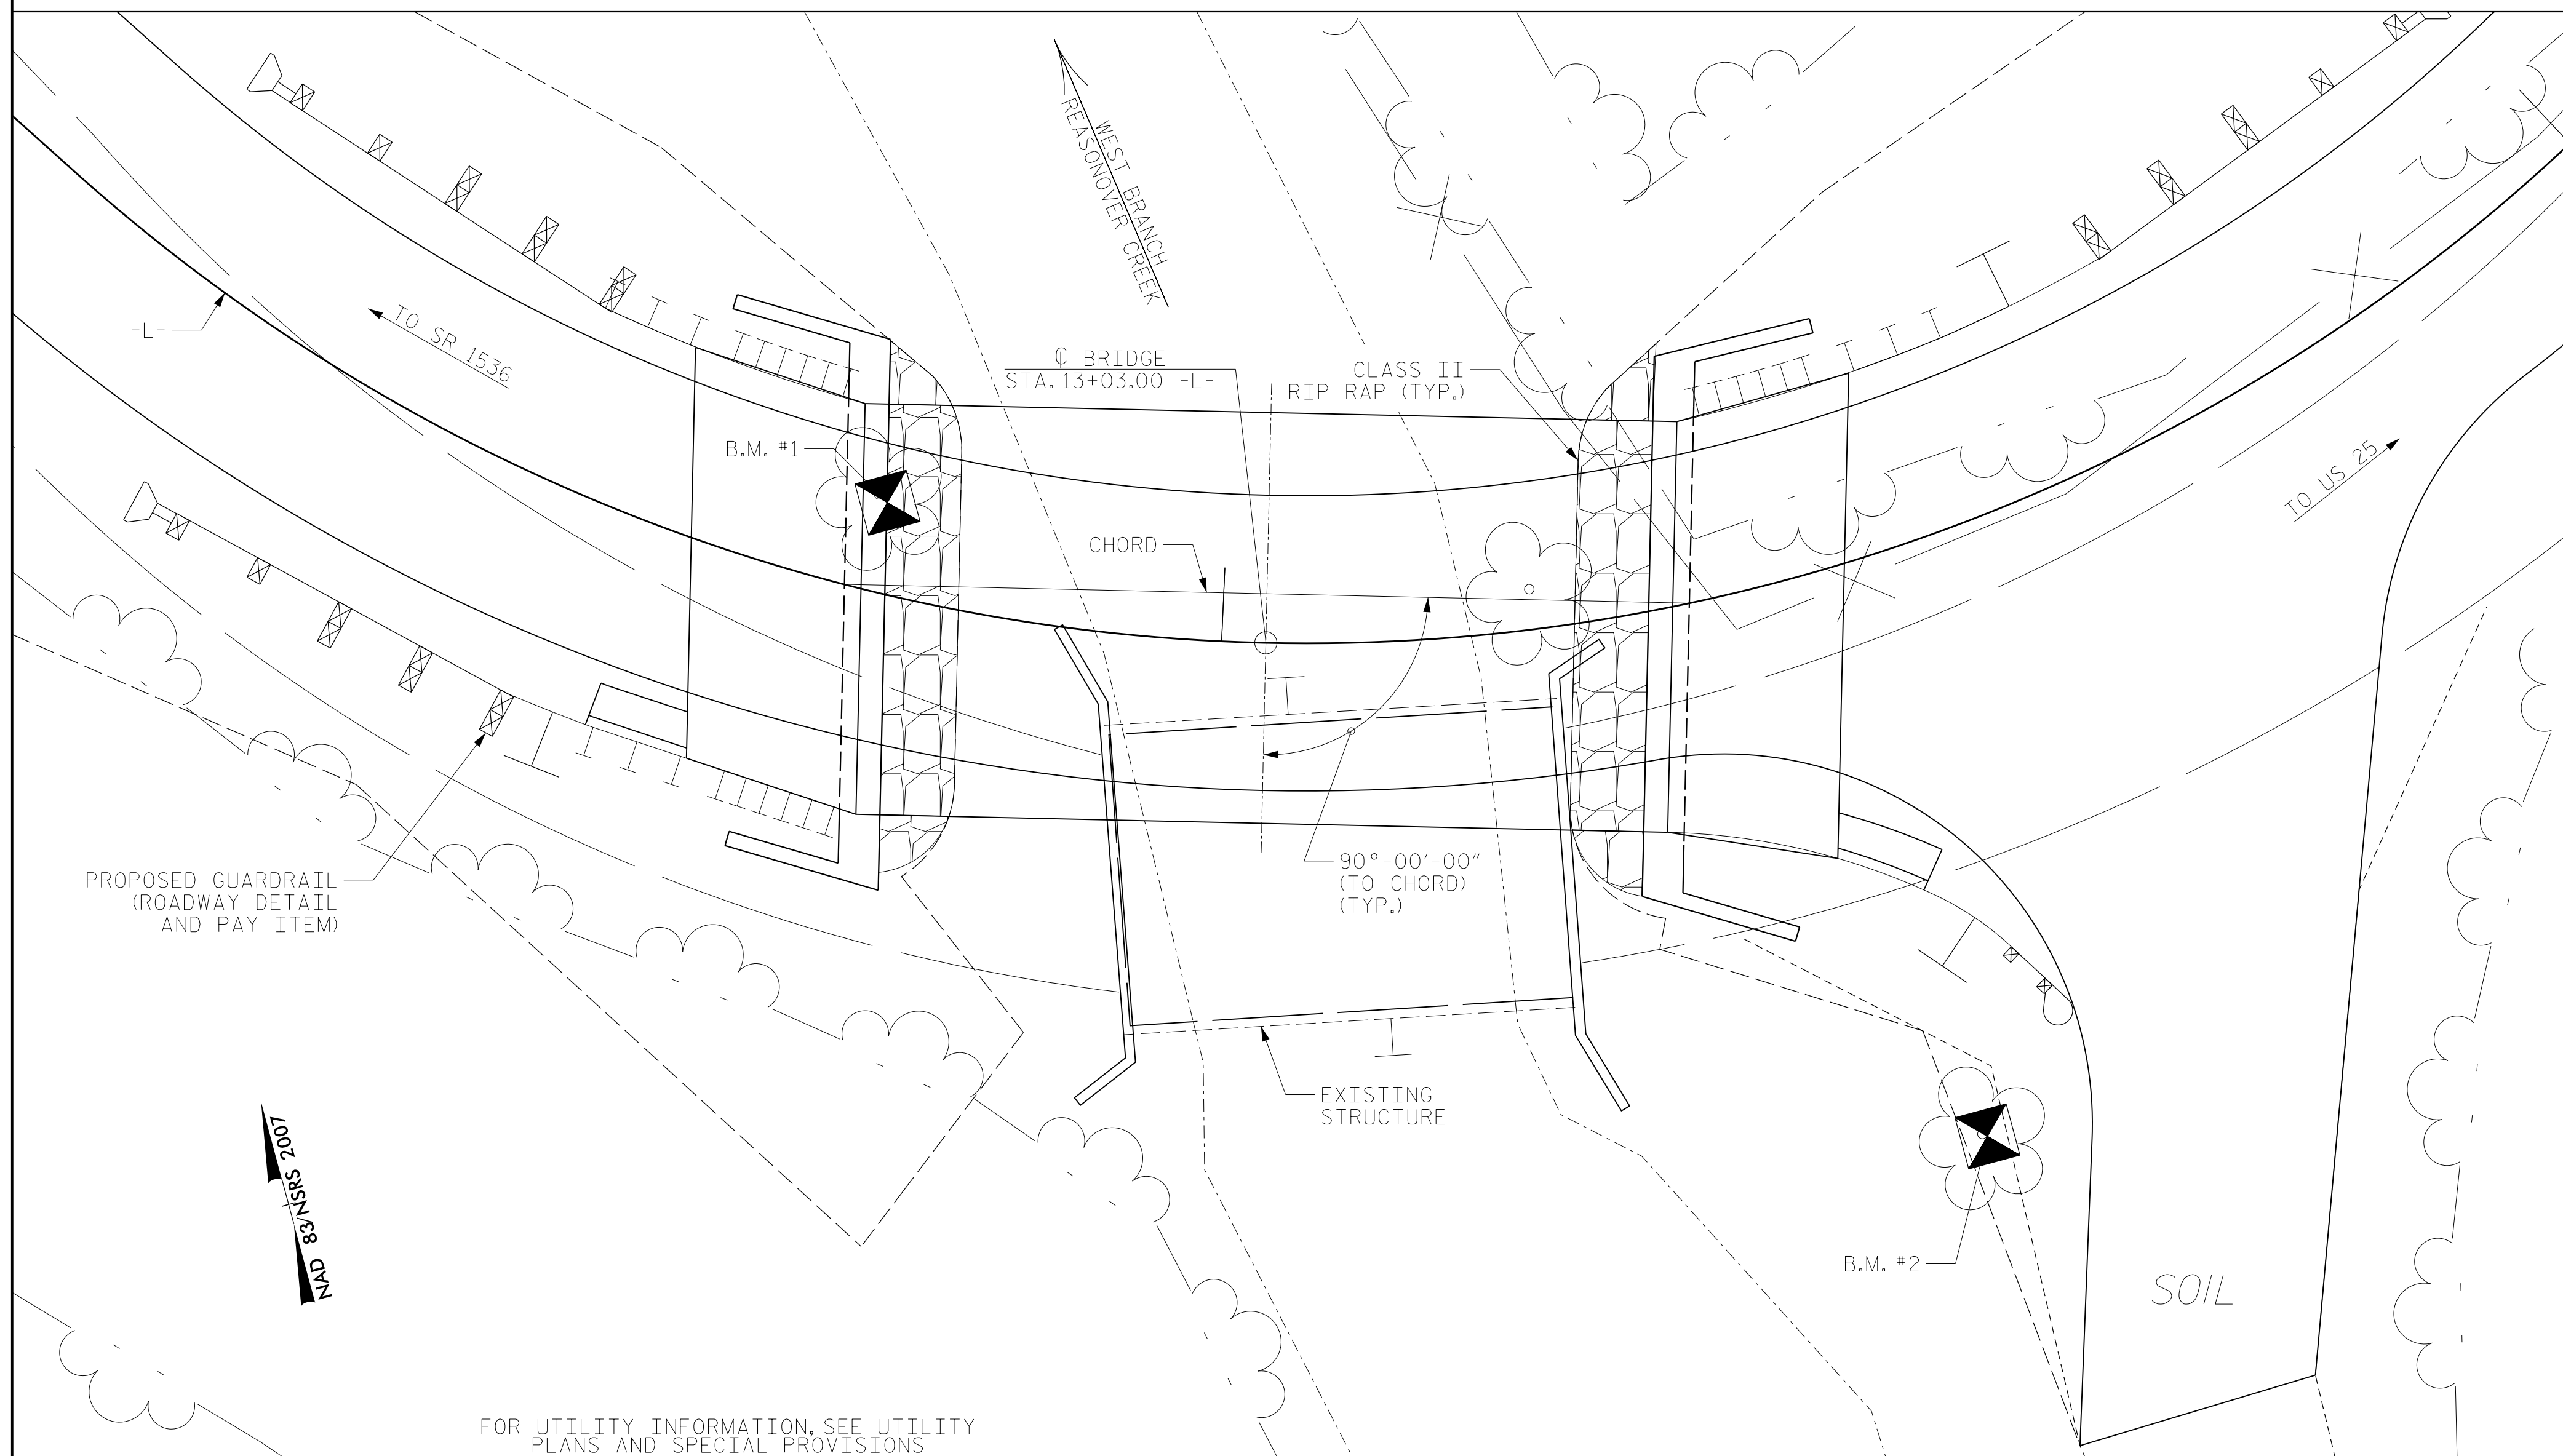 WEST BRANCH
REASONOVER CREEK
-L-
TO SR 1536
℄ BRIDGE
STA. 13+03.00 -L-
CLASS II
RIP RAP (TYP.)
B.M. #1
TO US 25
CHORD
PROPOSED GUARDRAIL
(ROADWAY DETAIL
AND PAY ITEM)
90°-00'-00"
(TO CHORD)
(TYP.)
EXISTING
STRUCTURE
NAD 83/NSRS 2007
B.M. #2
SOIL
FOR UTILITY INFORMATION, SEE UTILITY
PLANS AND SPECIAL PROVISIONS